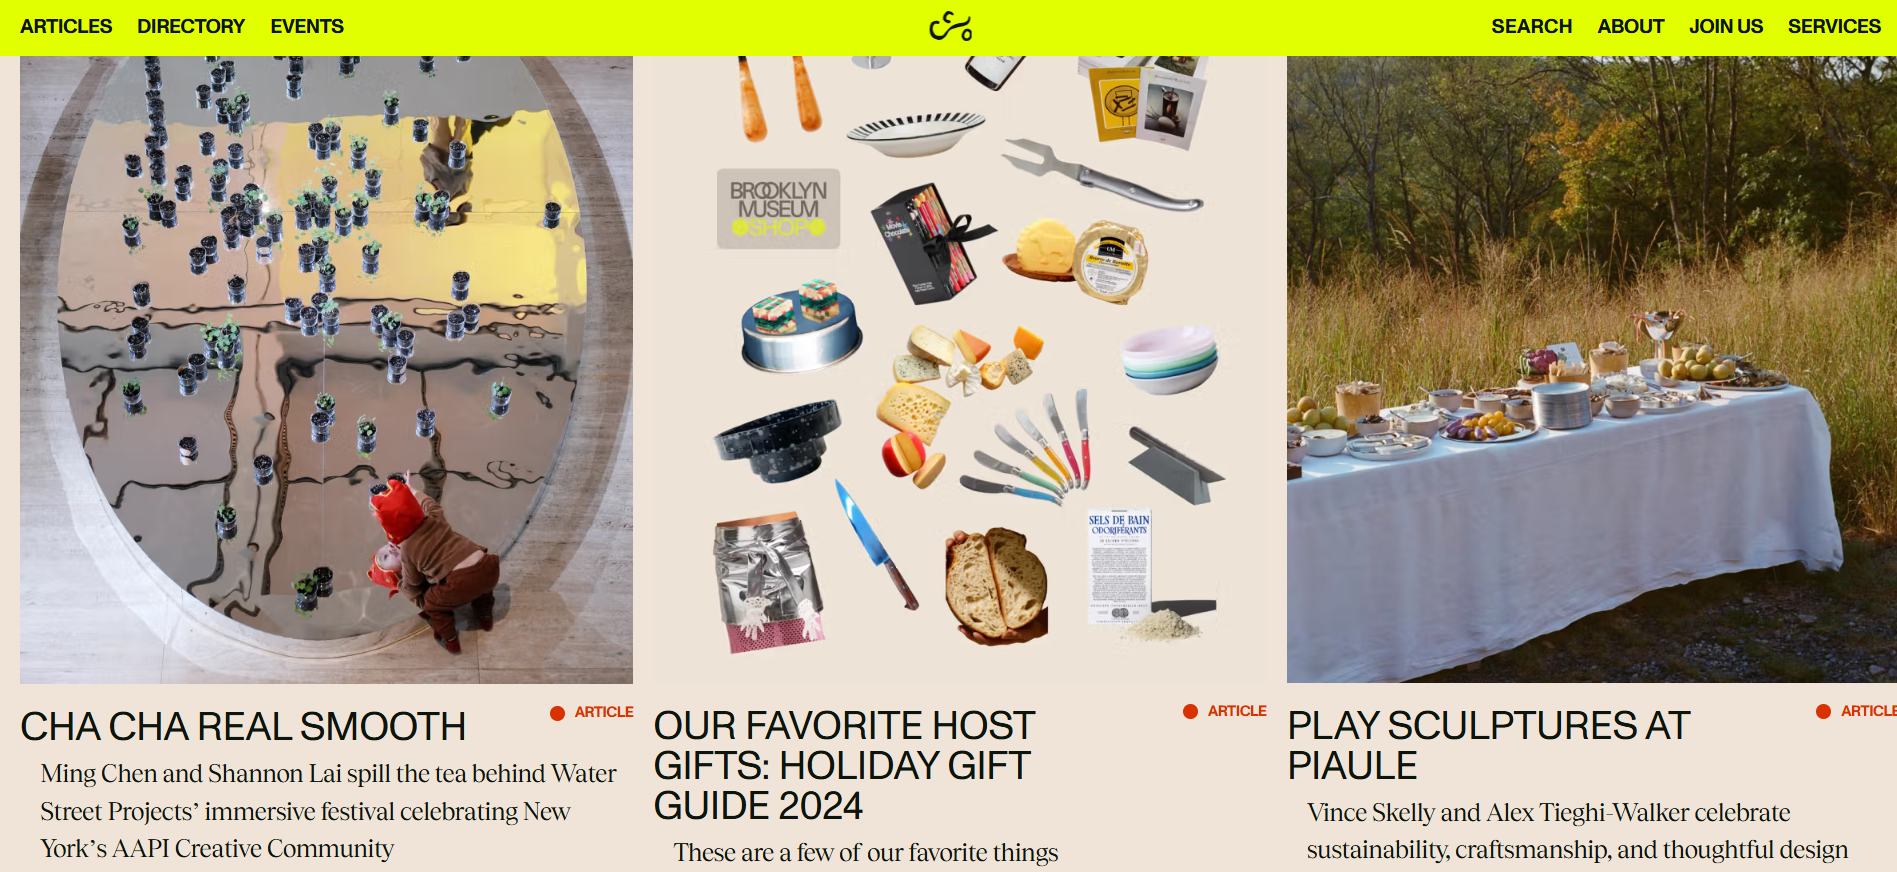 ARTICLES DIRECTORY EVENTS
SEARCH ABOUT JOIN US SERVICES
BROOKLYN
MUSEUM
SHOP
SELS DE BAIN
ODORIFÉRANTS
CHA CHA REAL SMOOTH
ARTICLE
Ming Chen and Shannon Lai spill the tea behind Water
Street Projects’ immersive festival celebrating New
York’s AAPI Creative Community
OUR FAVORITE HOST
GIFTS: HOLIDAY GIFT
GUIDE 2024
ARTICLE
These are a few of our favorite things
PLAY SCULPTURES AT
PIAULE
ARTICLE
Vince Skelly and Alex Tieghi-Walker celebrate
sustainability, craftsmanship, and thoughtful design